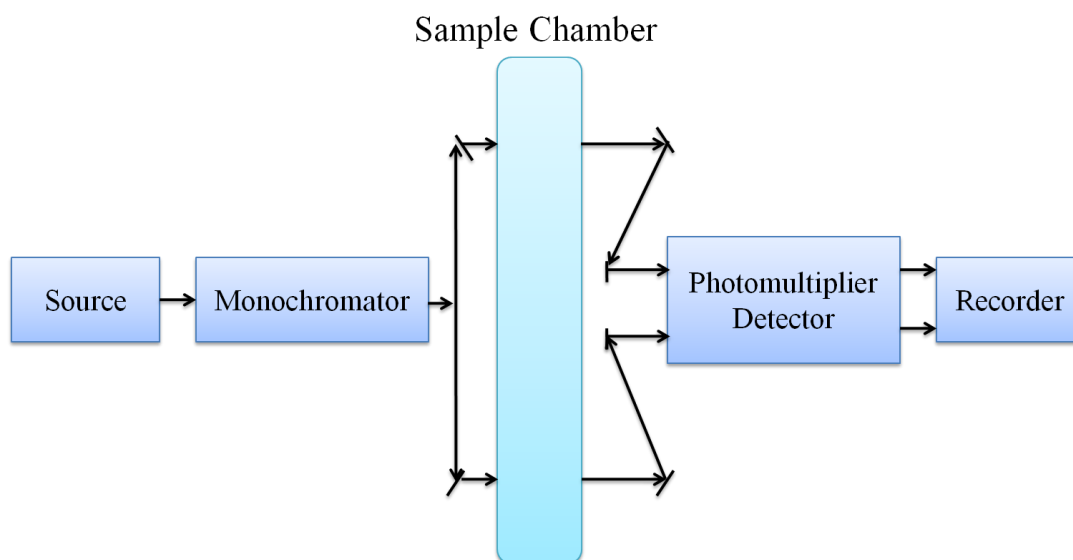 Sample Chamber
Source
Monochromator
Photomultiplier
Detector
Recorder